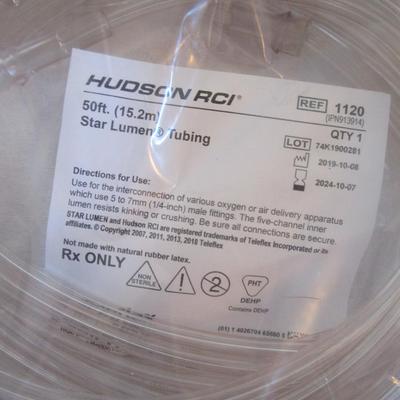 HUDSON RCI®
50ft. (15.2m)
Star Lumen® Tubing
REF 1120
(IPN913914)
QTY 1
LOT 74K1900281
2019-10-08
2024-10-07
Directions for Use:
Use for the interconnection of various oxygen or air delivery apparatus
which use 5 to 7mm (1/4-inch) male fittings. The five-channel inner
lumen resists kinking or crushing. Be sure all connections are secure.
STAR LUMEN and Hudson RCI are registered trademarks of Teleflex Incorporated or its
affiliates. © Copyright 2007, 2011, 2013, 2018 Teleflex
Not made with natural rubber latex.
Rx ONLY
NON
STERILE
2
PHT
DEHP
Contains DEHP